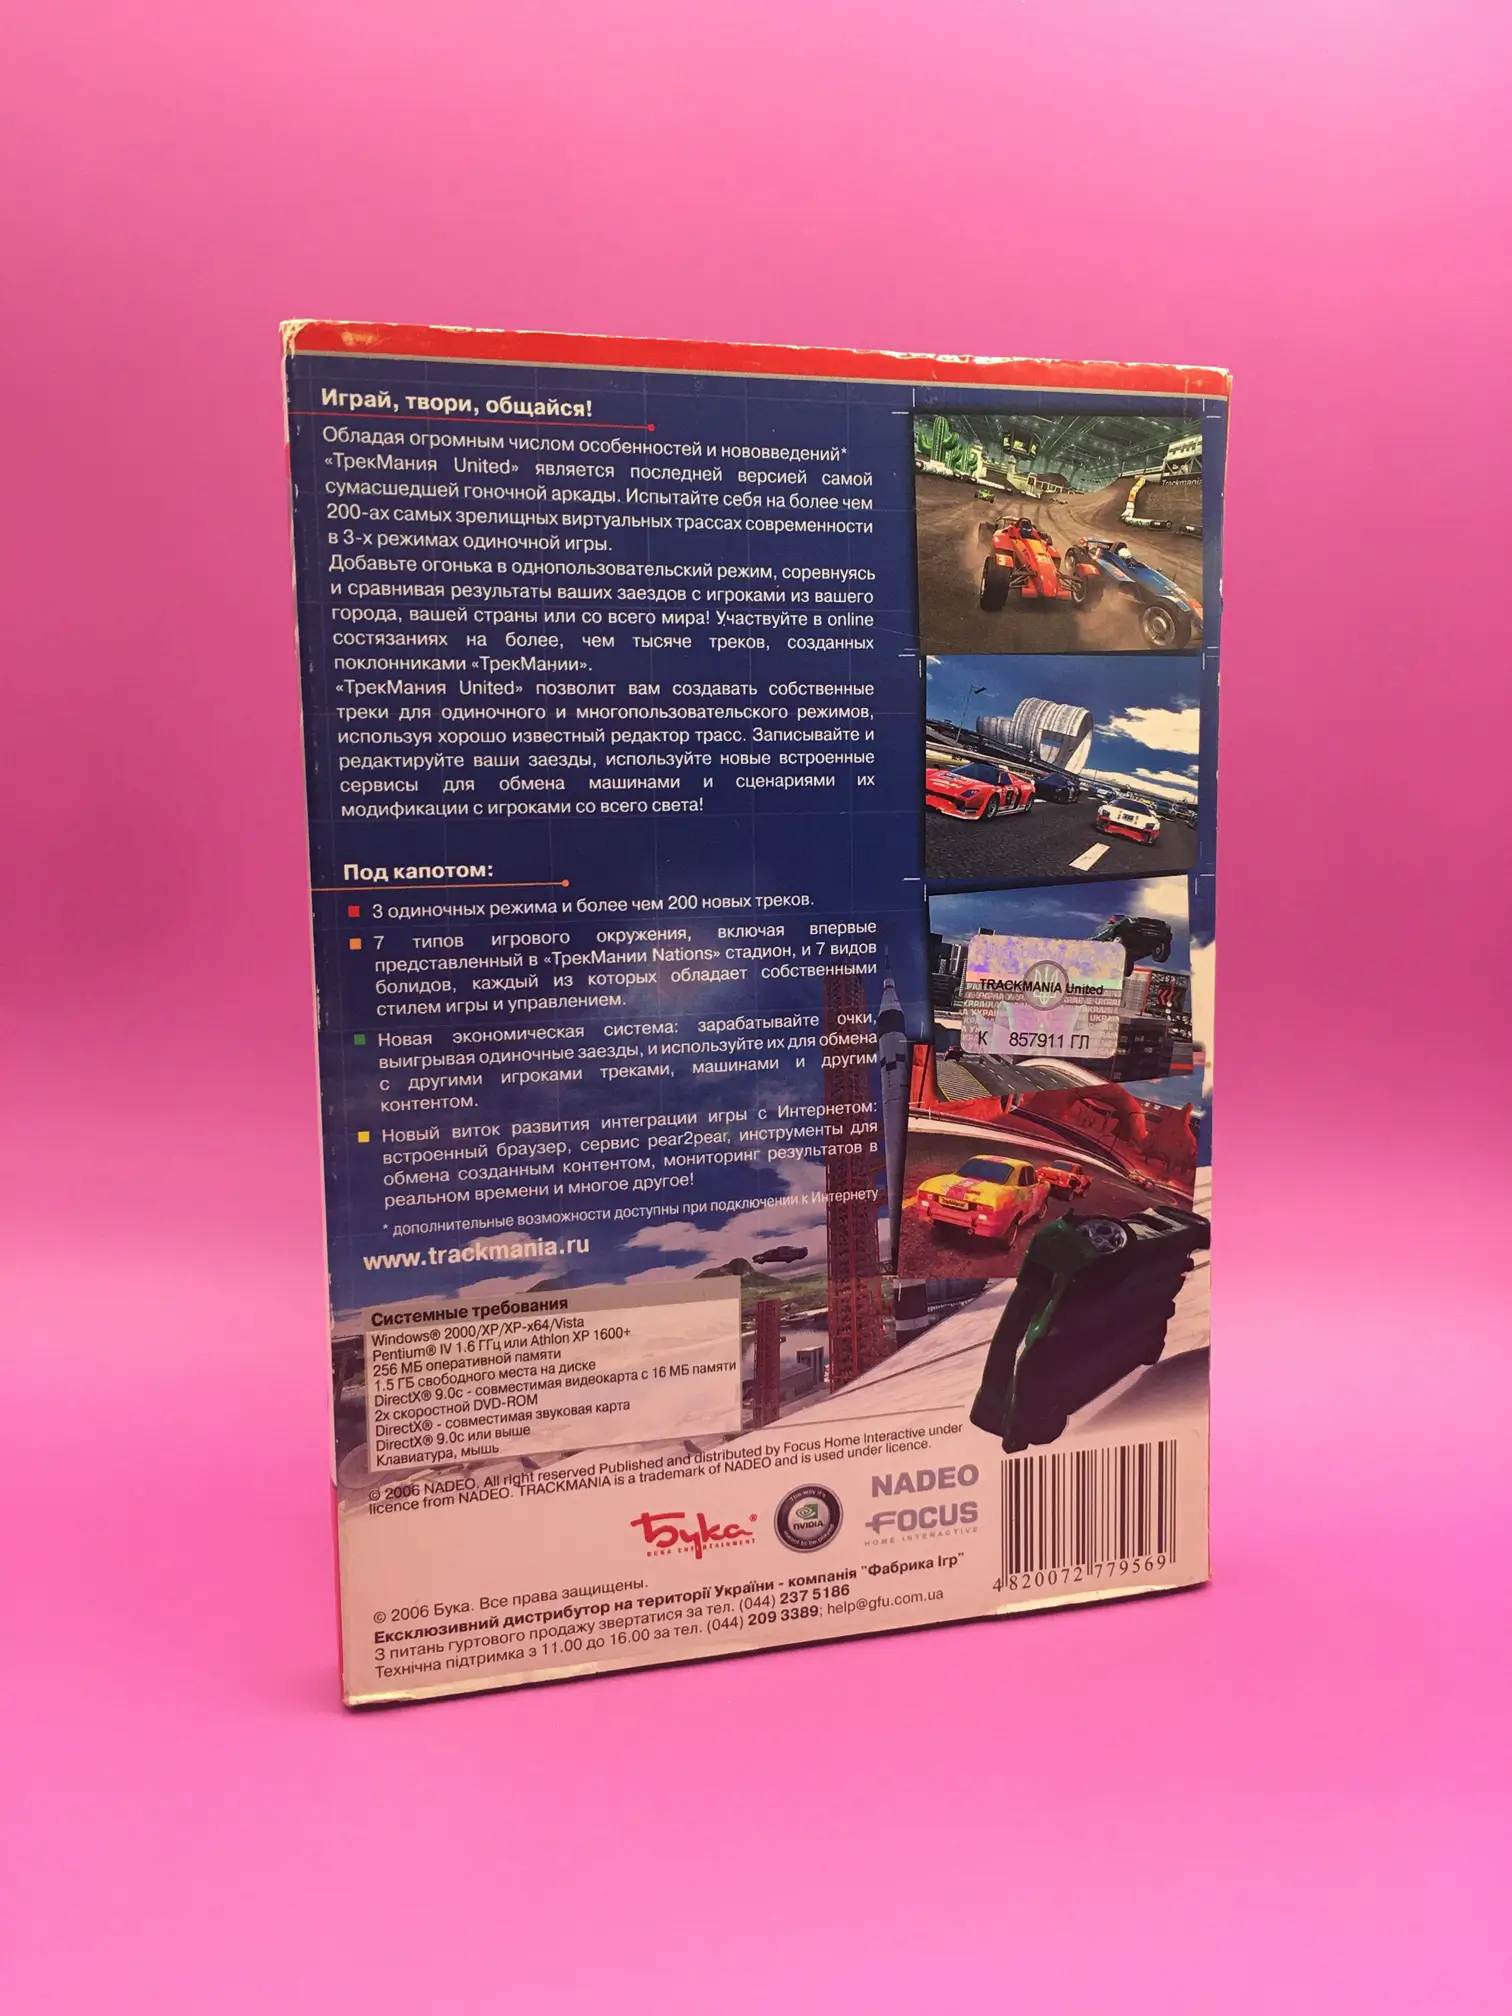 Играй, твори, общайся!
Обладая огромным числом особенностей и нововведений*
«ТрекМания United» является последней версией самой
сумасшедшей гоночной аркады. Испытайте себя на более чем
200-ах самых зрелищных виртуальных трассах современности
в 3-х режимах одиночной игры.
Добавьте огонька в однопользовательский режим, соревнуясь
и сравнивая результаты ваших заездов с игроками из вашего
города, вашей страны или со всего мира! Участвуйте в online
состязаниях на более, чем тысяче треков, созданных
поклонниками «ТрекМании».
«ТрекМания United» позволит вам создавать собственные
треки для одиночного и многопользовательского режимов,
используя хорошо известный редактор трасс. Записывайте и
редактируйте ваши заезды, используйте новые встроенные
сервисы для обмена машинами и сценариями их
модификации с игроками со всего света!
Под капотом:
3 одиночных режима и более чем 200 новых треков.
7 типов игрового окружения, включая впервые
представленный в «ТрекМании Nations» стадион, и 7 видов
болидов, каждый из которых обладает собственными
стилем игры и управлением.
Новая экономическая система: зарабатывайте очки,
выигрывая одиночные заезды, и используйте их для обмена
с другими игроками треками, машинами и другим
контентом.
Новый виток развития интеграции игры с Интернетом:
встроенный браузер, сервис pear2pear, инструменты для
обмена созданным контентом, мониторинг результатов в
реальном времени и многое другое!
* дополнительные возможности доступны при подключении к Интернету
www.trackmania.ru
Системные требования
Windows® 2000/XP/XP-x64/Vista
Pentium® IV 1.6 ГГц или Athlon XP 1600+
256 МБ оперативной памяти
1.5 ГБ свободного места на диске
DirectX® 9.0c - совместимая видеокарта с 16 МБ памяти
2x скоростной DVD-ROM
DirectX® - совместимая звуковая карта
DirectX® 9.0c или выше
Клавиатура, мышь
© 2006 NADEO. All right reserved Published and distributed by Focus Home Interactive under
licence from NADEO. TRACKMANIA is a trademark of NADEO and is used under licence.
Бука®
BUKA ENTERTAINMENT
The way it's
NVIDIA
meant to be played
NADEO
FOCUS
HOME INTERACTIVE
© 2006 Бука. Все права защищены.
Ексклюзивний дистрибутор на території України - компанія "Фабрика Ігр"
З питань гуртового продажу звертатися за тел. (044) 237 5186
Технічна підтримка з 11.00 до 16.00 за тел. (044) 209 3389; help@gfu.com.ua
4 820072 779569
Trackmania
TRACKMANIA United
К 857911 ГЛ